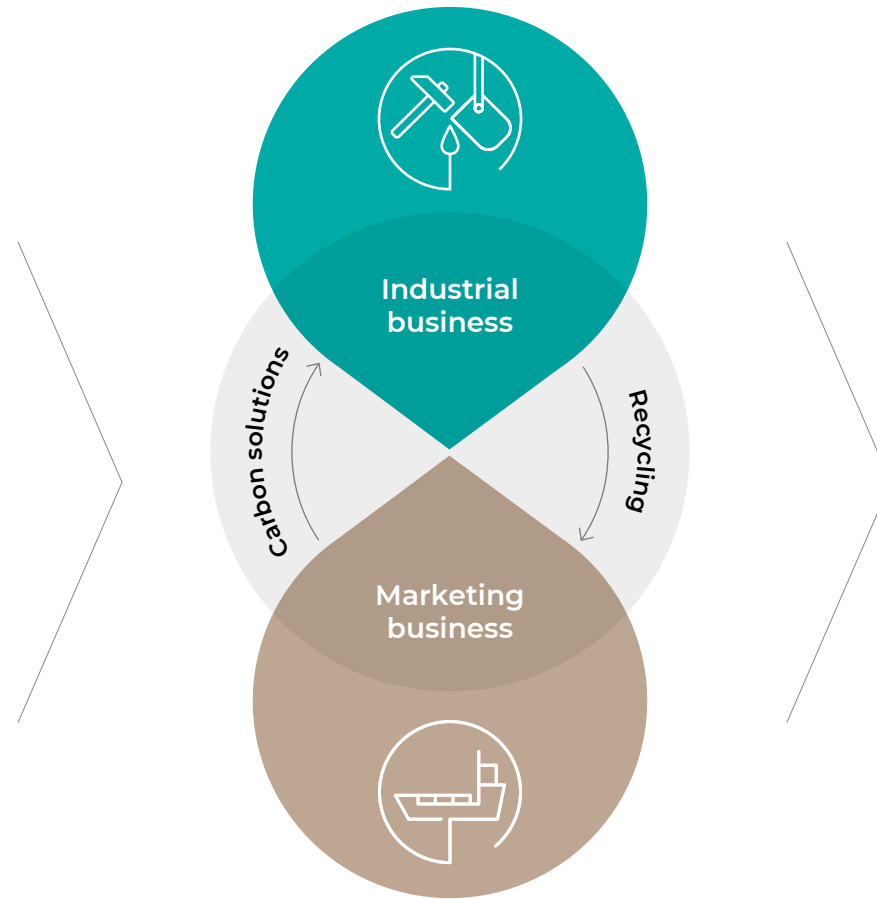 Industrial
business
Carbon solutions
Recycling
Marketing
business